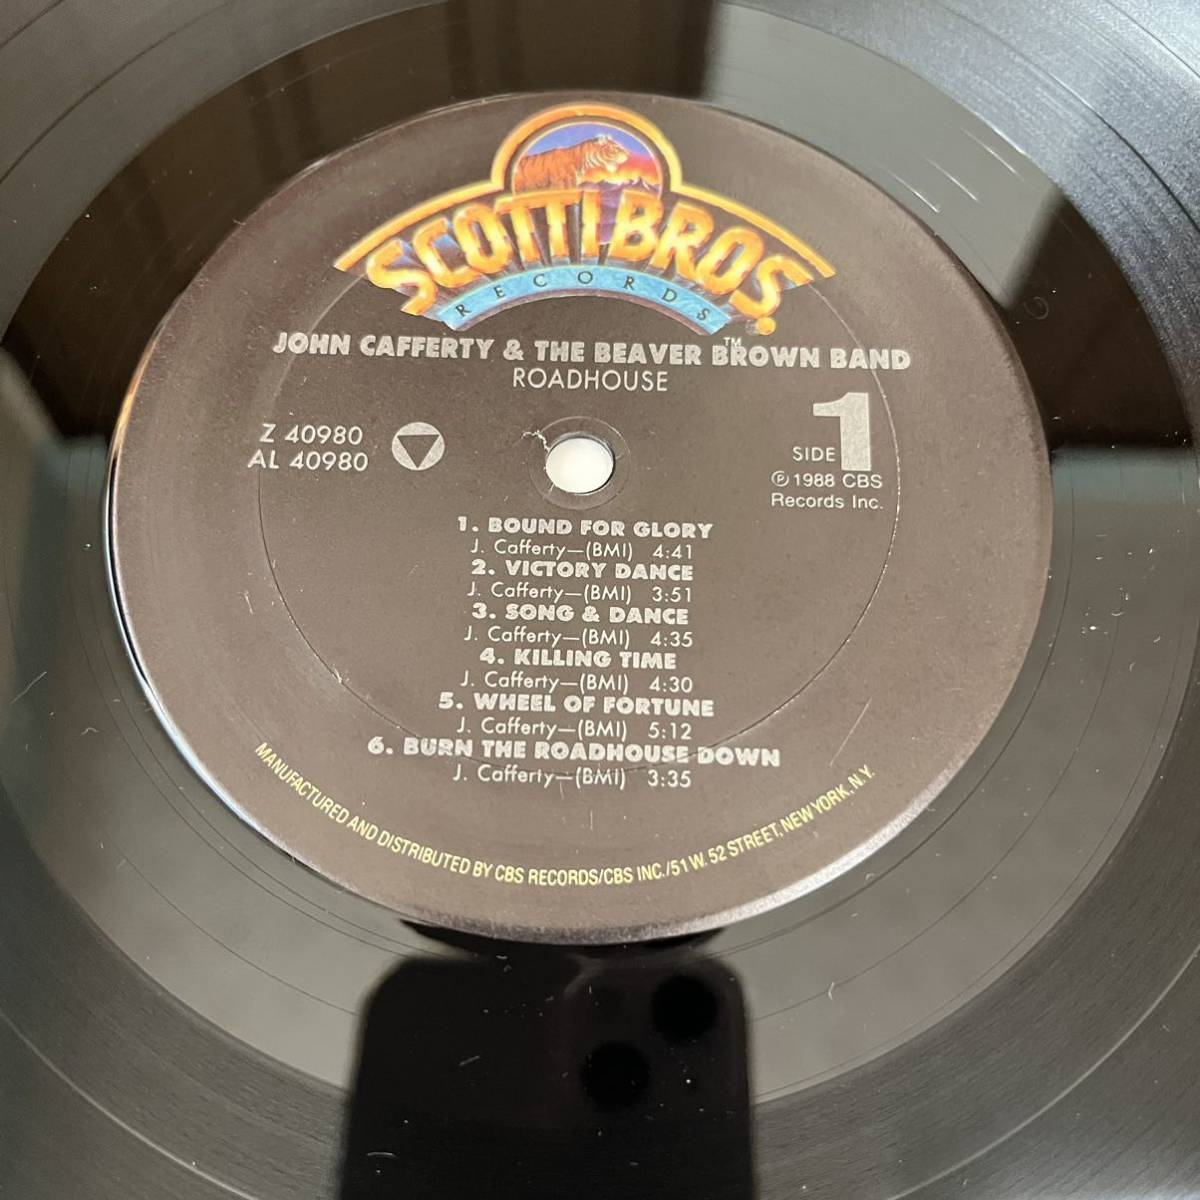 SCOTTI BROS.
RECORDS
TM
JOHN CAFFERTY & THE BEAVER BROWN BAND
ROADHOUSE
Z 40980
AL 40980
SIDE 1
℗ 1988 CBS
Records Inc.
1. BOUND FOR GLORY
J. Cafferty—(BMI) 4:41
2. VICTORY DANCE
J. Cafferty—(BMI) 3:51
3. SONG & DANCE
J. Cafferty—(BMI) 4:35
4. KILLING TIME
J. Cafferty—(BMI) 4:30
5. WHEEL OF FORTUNE
J. Cafferty—(BMI) 5:12
6. BURN THE ROADHOUSE DOWN
J. Cafferty—(BMI) 3:35
MANUFACTURED AND DISTRIBUTED BY CBS RECORDS/CBS INC./51 W. 52 STREET, NEW YORK, N.Y.